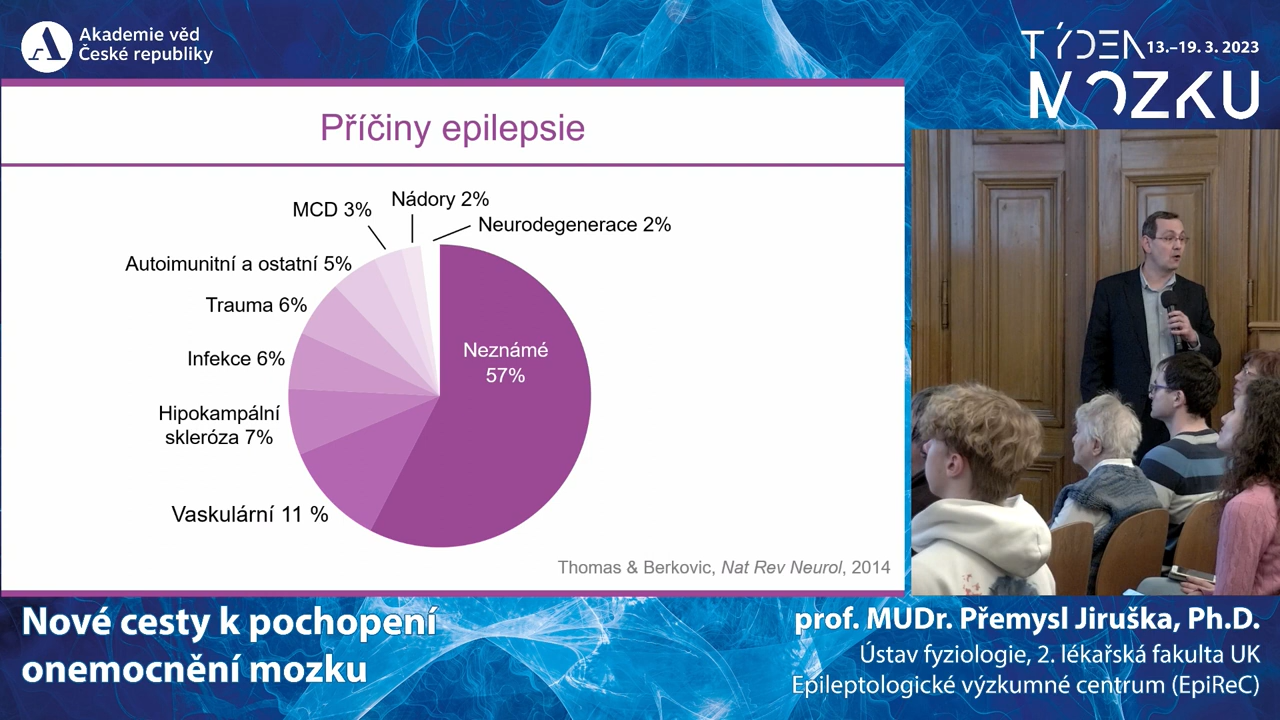 Akademie věd
České republiky
TÝDEN 13.–19. 3. 2023
MOZKU
Příčiny epilepsie
Nádory 2%
MCD 3%
Neurodegenerace 2%
Autoimunitní a ostatní 5%
Trauma 6%
Neznámé
57%
Infekce 6%
Hipokampální
skleróza 7%
Vaskulární 11 %
Thomas & Berkovic, Nat Rev Neurol, 2014
Nové cesty k pochopení
onemocnění mozku
prof. MUDr. Přemysl Jiruška, Ph.D.
Ústav fyziologie, 2. lékařská fakulta UK
Epileptologické výzkumné centrum (EpiReC)